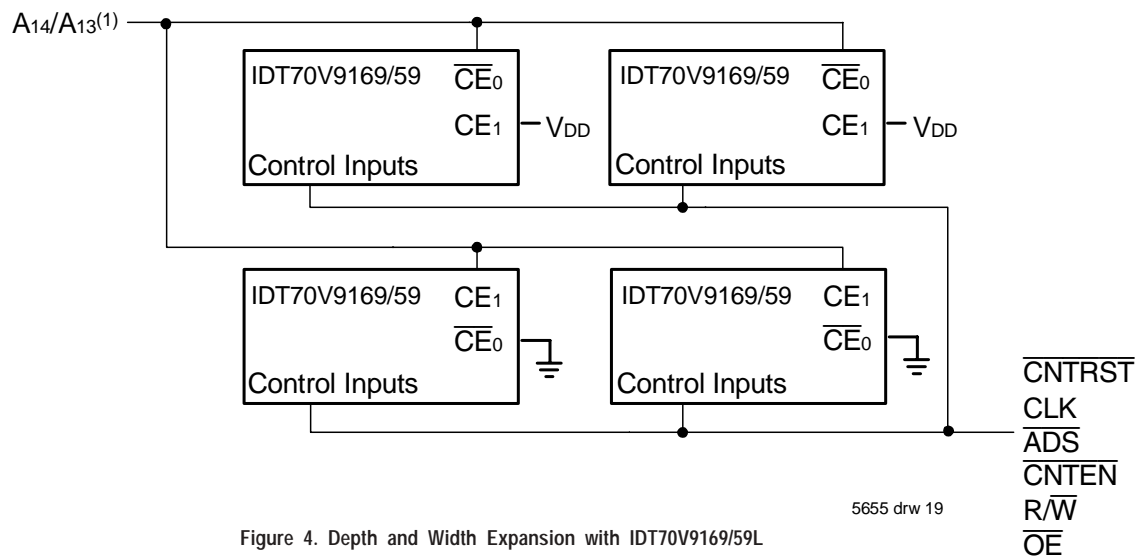 A14/A13(1)
IDT70V9169/59 CE0
CE1 VDD
Control Inputs
IDT70V9169/59 CE0
CE1 VDD
Control Inputs
IDT70V9169/59 CE1
CE0
Control Inputs
IDT70V9169/59 CE1
CE0
Control Inputs
CNTRST
CLK
ADS
CNTEN
R/W
OE
5655 drw 19
Figure 4. Depth and Width Expansion with IDT70V9169/59L